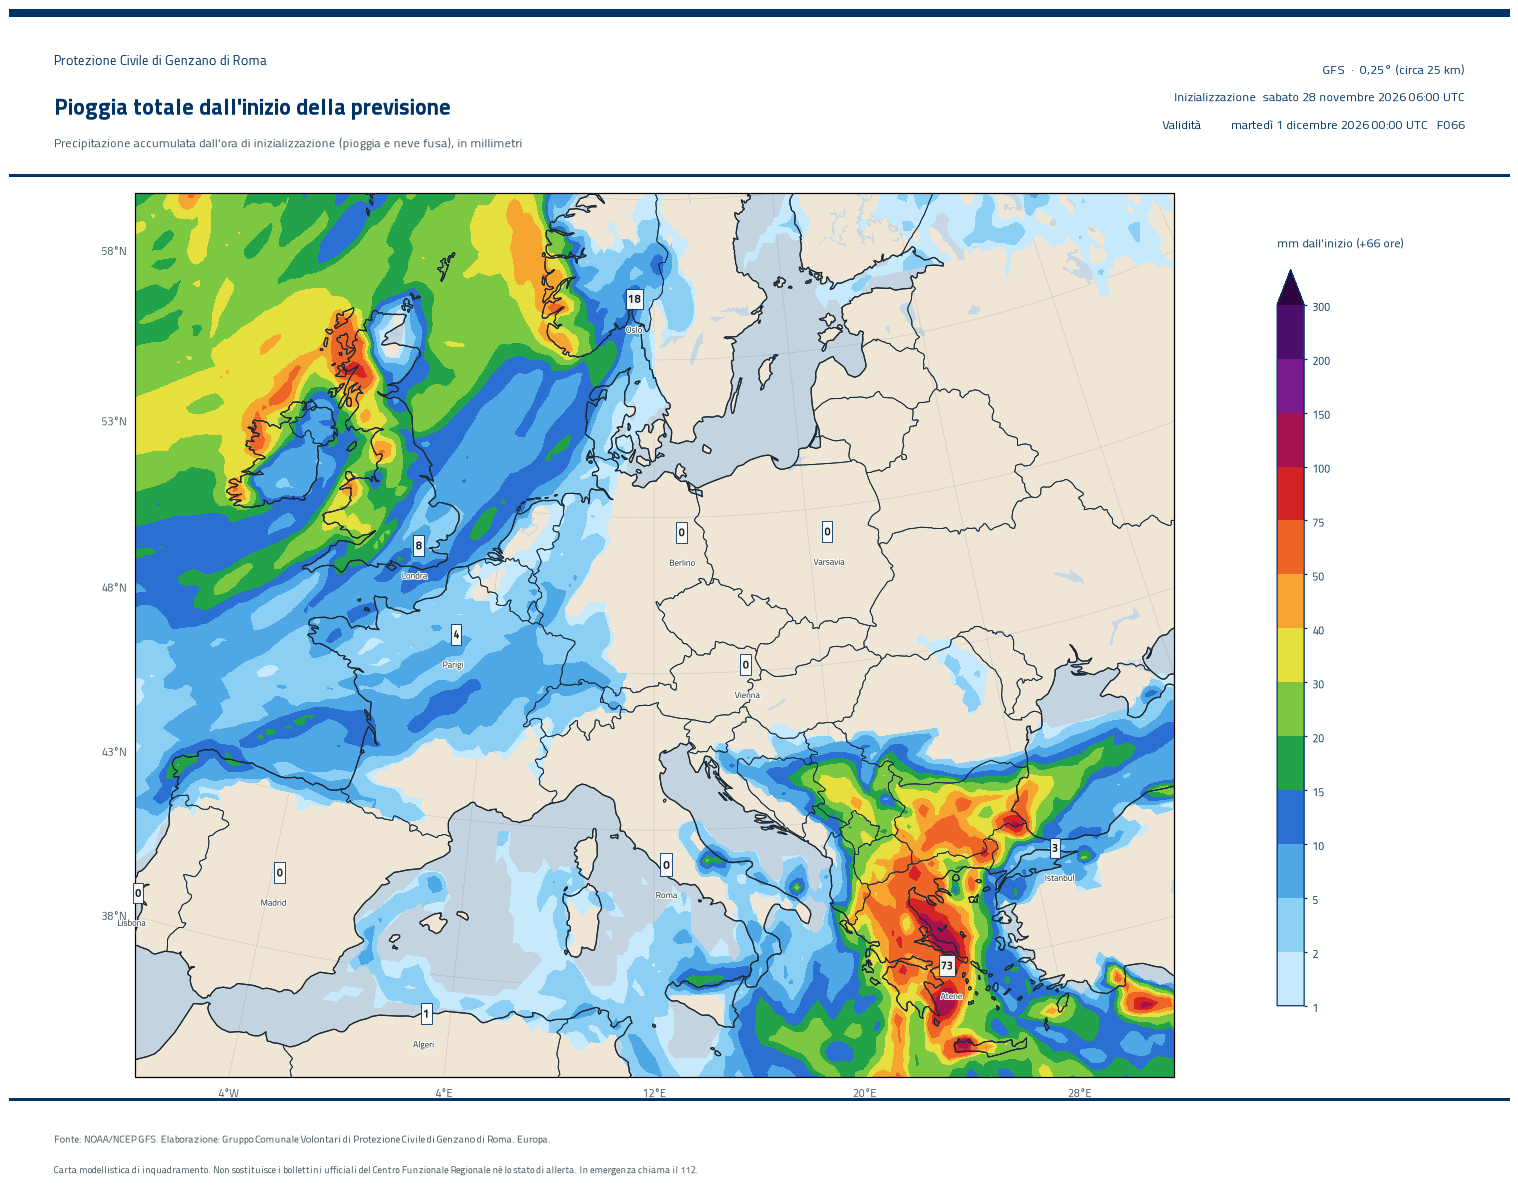 Protezione Civile di Genzano di Roma
Pioggia totale dall'inizio della previsione
Precipitazione accumulata dall'ora di inizializzazione (pioggia e neve fusa), in millimetri
GFS · 0,25° (circa 25 km)
Inizializzazione sabato 28 novembre 2026 06:00 UTC
Validità martedì 1 dicembre 2026 00:00 UTC F066
mm dall'inizio (+66 ore)
300
200
150
100
75
50
40
30
20
15
10
5
2
1
58°N
53°N
48°N
43°N
38°N
18
Oslo
8
Londra
0
Berlino
0
Varsavia
4
Parigi
0
Vienna
3
Istanbul
0
Roma
0
Madrid
0
Lisbona
73
Atene
1
Algeri
4°W
4°E
12°E
20°E
28°E
Fonte: NOAA/NCEP GFS. Elaborazione: Gruppo Comunale Volontari di Protezione Civile di Genzano di Roma. Europa.
Carta modellistica di inquadramento. Non sostituisce i bollettini ufficiali del Centro Funzionale Regionale né lo stato di allerta. In emergenza chiama il 112.